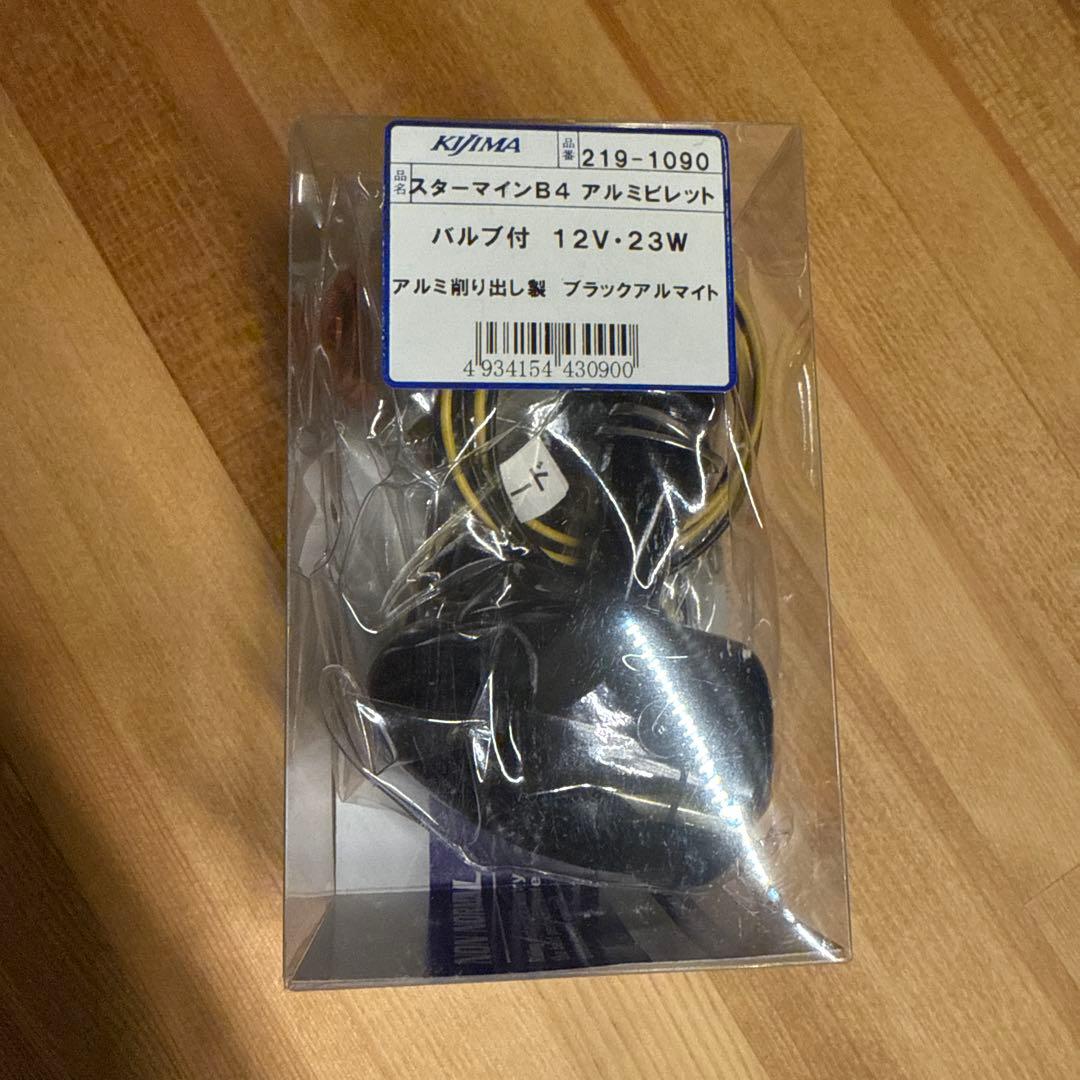 KIJIMA 品番 219-1090
品名 スターマインB4 アルミビレット
バルブ付 12V・23W
アルミ削り出し製 ブラックアルマイト
4 934154 430900
NON NORMAL